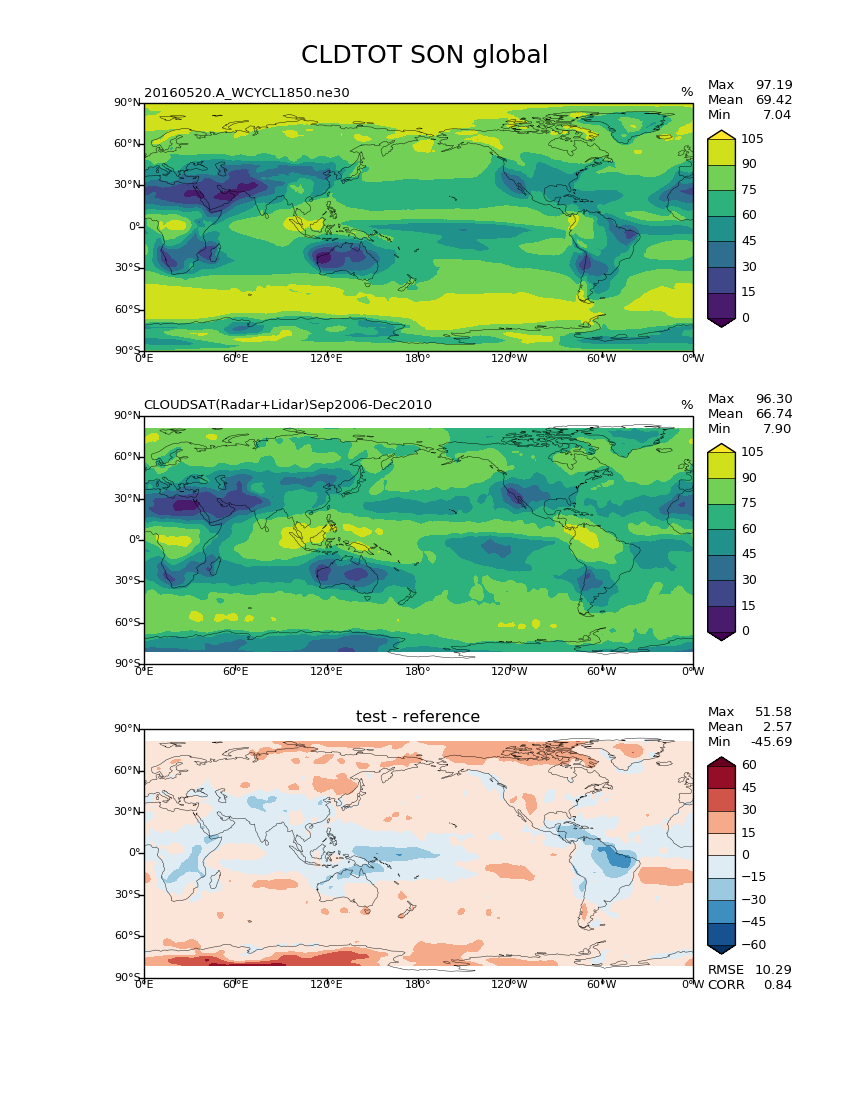 CLDTOT SON global
20160520.A_WCYCL1850.ne30
%
Max 97.19
Mean 69.42
Min 7.04
90°N
60°N
30°N
0°
30°S
60°S
90°S
0°E 60°E 120°E 180° 120°W 60°W 0°W
105
90
75
60
45
30
15
0
CLOUDSAT(Radar+Lidar)Sep2006-Dec2010
%
Max 96.30
Mean 66.74
Min 7.90
90°N
60°N
30°N
0°
30°S
60°S
90°S
0°E 60°E 120°E 180° 120°W 60°W 0°W
105
90
75
60
45
30
15
0
test - reference
Max 51.58
Mean 2.57
Min -45.69
90°N
60°N
30°N
0°
30°S
60°S
90°S
0°E 60°E 120°E 180° 120°W 60°W 0°W
60
45
30
15
0
−15
−30
−45
−60
RMSE 10.29
CORR 0.84